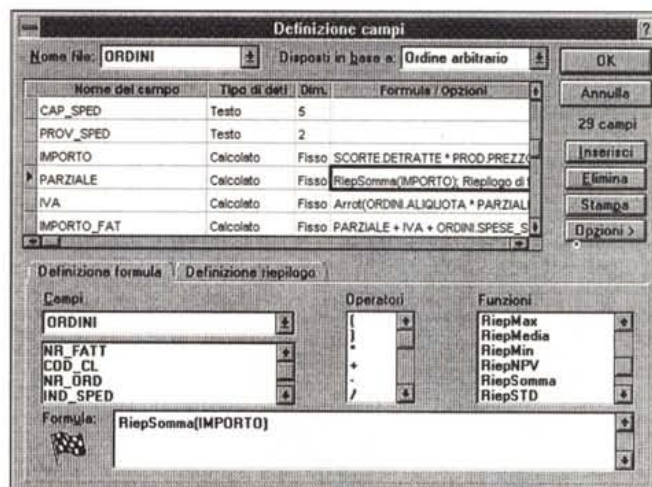 Definizione campi
Nome file: ORDINI Disposti in base a: Ordine arbitrario OK
Nome del campo Tipo di dati Dim. Formula / Opzioni Annulla
CAP_SPED Testo 5
29 campi
PROV_SPED Testo 2
IMPORTO Calcolato Fisso SCORTE.DETRATTE * PROD.PREZZO Inserisci
PARZIALE Calcolato Fisso RiepSomma(IMPORTO); Riepilogo di Elimina
IVA Calcolato Fisso Arrot(ORDINI.ALIQUOTA * PARZIAL Stampa
IMPORTO_FAT Calcolato Fisso PARZIALE + IVA + ORDINI.SPESE_S Opzioni >
Definizione formula Definizione riepilogo
Campi Operatori Funzioni
ORDINI ( RiepMax
) RiepMedia
NR_FATT * RiepMin
COD_CL + RiepNPV
NR_ORD - RiepSomma
IND_SPED / RiepSTD
Formula: RiepSomma(IMPORTO)